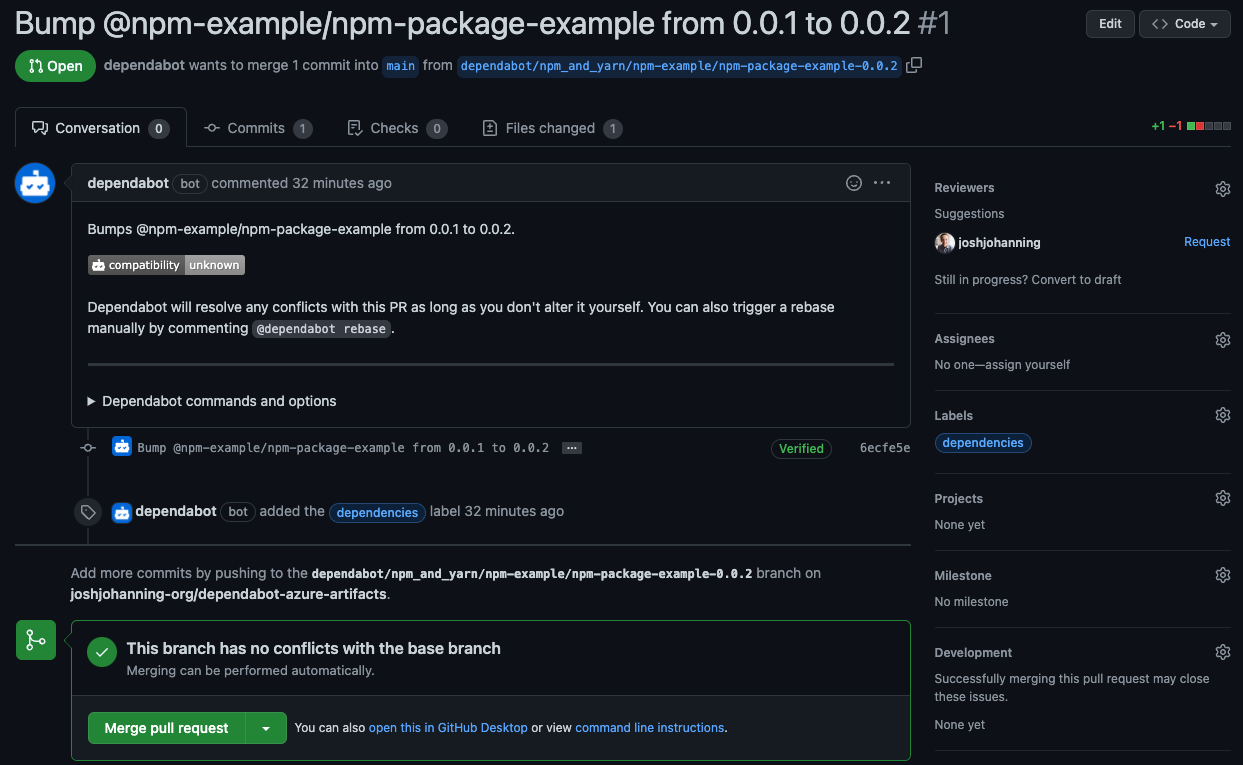 Bump @npm-example/npm-package-example from 0.0.1 to 0.0.2 #1
Edit
<> Code
Open
dependabot wants to merge 1 commit into main from dependabot/npm_and_yarn/npm-example/npm-package-example-0.0.2
Conversation 0
Commits 1
Checks 0
Files changed 1
+1 −1
dependabot bot commented 32 minutes ago
Bumps @npm-example/npm-package-example from 0.0.1 to 0.0.2.
compatibility unknown
Dependabot will resolve any conflicts with this PR as long as you don't alter it yourself. You can also trigger a rebase
manually by commenting @dependabot rebase.
Dependabot commands and options
Bump @npm-example/npm-package-example from 0.0.1 to 0.0.2 ...
Verified
6ecfe5e
dependabot bot added the dependencies label 32 minutes ago
Add more commits by pushing to the dependabot/npm_and_yarn/npm-example/npm-package-example-0.0.2 branch on
joshjohanning-org/dependabot-azure-artifacts.
This branch has no conflicts with the base branch
Merging can be performed automatically.
Merge pull request
You can also open this in GitHub Desktop or view command line instructions.
Reviewers
Suggestions
joshjohanning
Request
Still in progress? Convert to draft
Assignees
No one—assign yourself
Labels
dependencies
Projects
None yet
Milestone
No milestone
Development
Successfully merging this pull request may close
these issues.
None yet